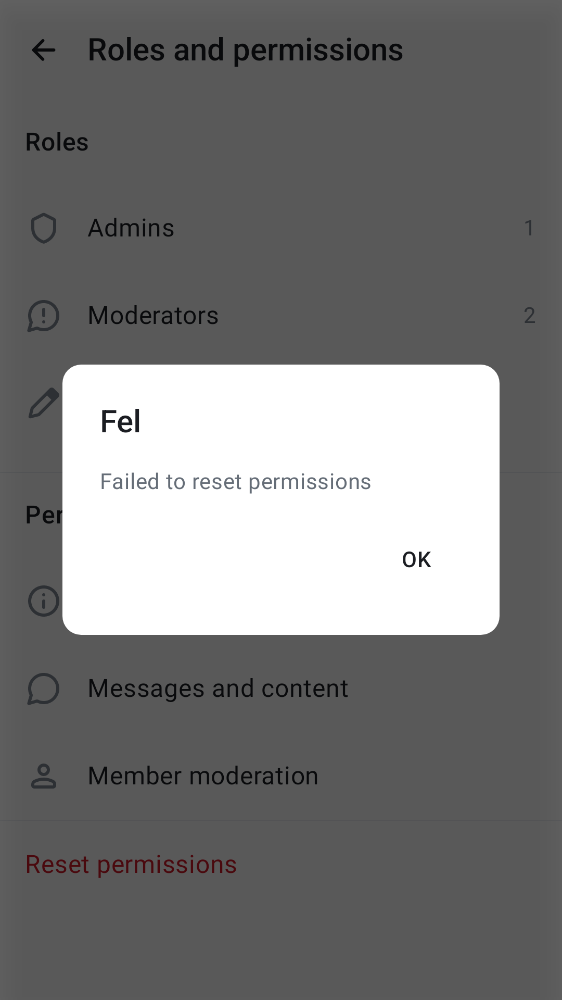 Roles and permissions
Roles
Admins
1
Moderators
2
Fel
Failed to reset permissions
OK
Messages and content
Member moderation
Reset permissions